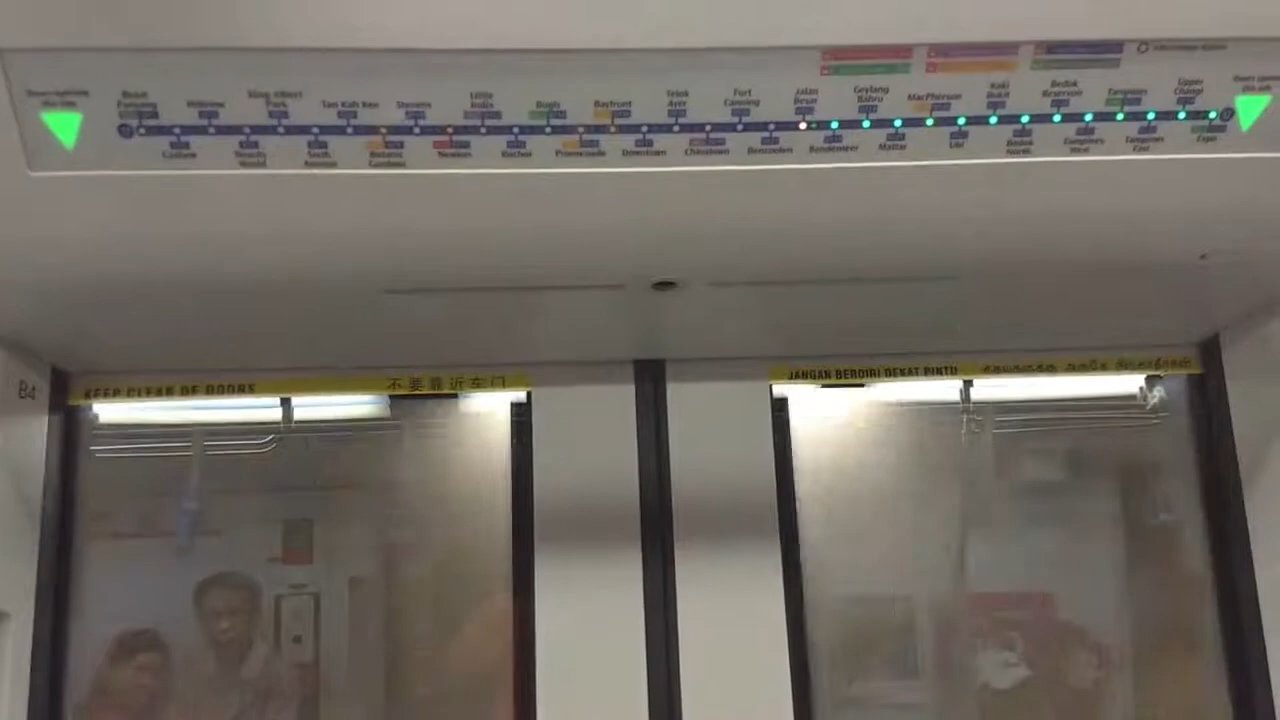 Hillview
King Albert
Park
Tan Kah Kee
Stevens
Little
India
Bugis
Bayfront
Telok
Ayer
Fort
Canning
Jalan
Besar
Geylang
Bahru
MacPherson
Kaki
Bukit
Bedok
Reservoir
Tampines
Upper
Changi
Cashew
Beauty
World
Sixth
Avenue
Botanic
Gardens
Newton
Rochor
Promenade
Downtown
Chinatown
Bencoolen
Bendemeer
Mattar
Ubi
Bedok
North
Tampines
West
Tampines
East
Expo
B4
KEEP CLEAR OF DOORS
不要靠近车门
JANGAN BERDIRI DEKAT PINTU